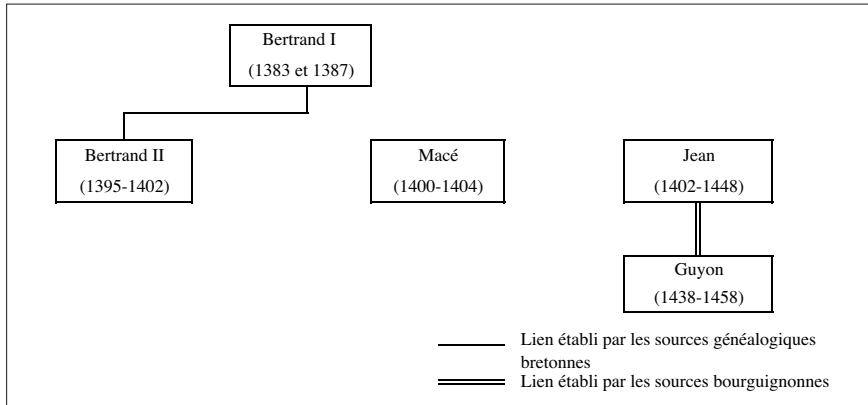 Bertrand I
(1383 et 1387)
Bertrand II
(1395-1402)
Macé
(1400-1404)
Jean
(1402-1448)
Guyon
(1438-1458)
Lien établi par les sources généalogiques
bretonnes
Lien établi par les sources bourguignonnes